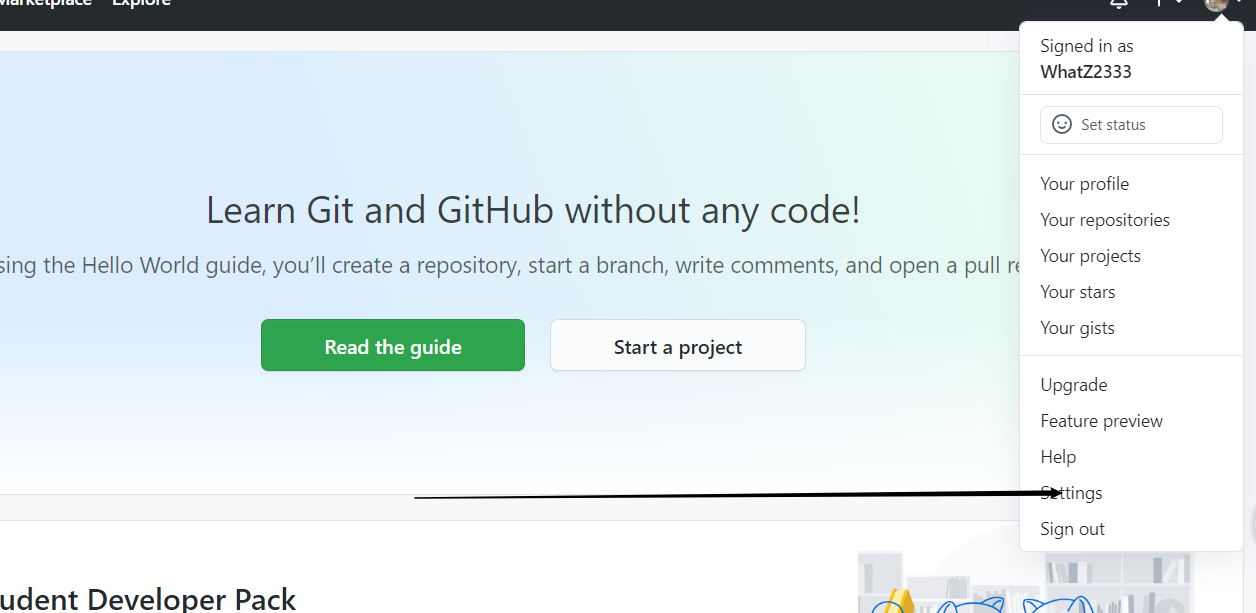 Marketplace Explore
Signed in as
WhatZ2333
Set status
Your profile
Your repositories
Your projects
Your stars
Your gists
Upgrade
Feature preview
Help
Settings
Sign out
Learn Git and GitHub without any code!
sing the Hello World guide, you’ll create a repository, start a branch, write comments, and open a pull re
Read the guide
Start a project
udent Developer Pack